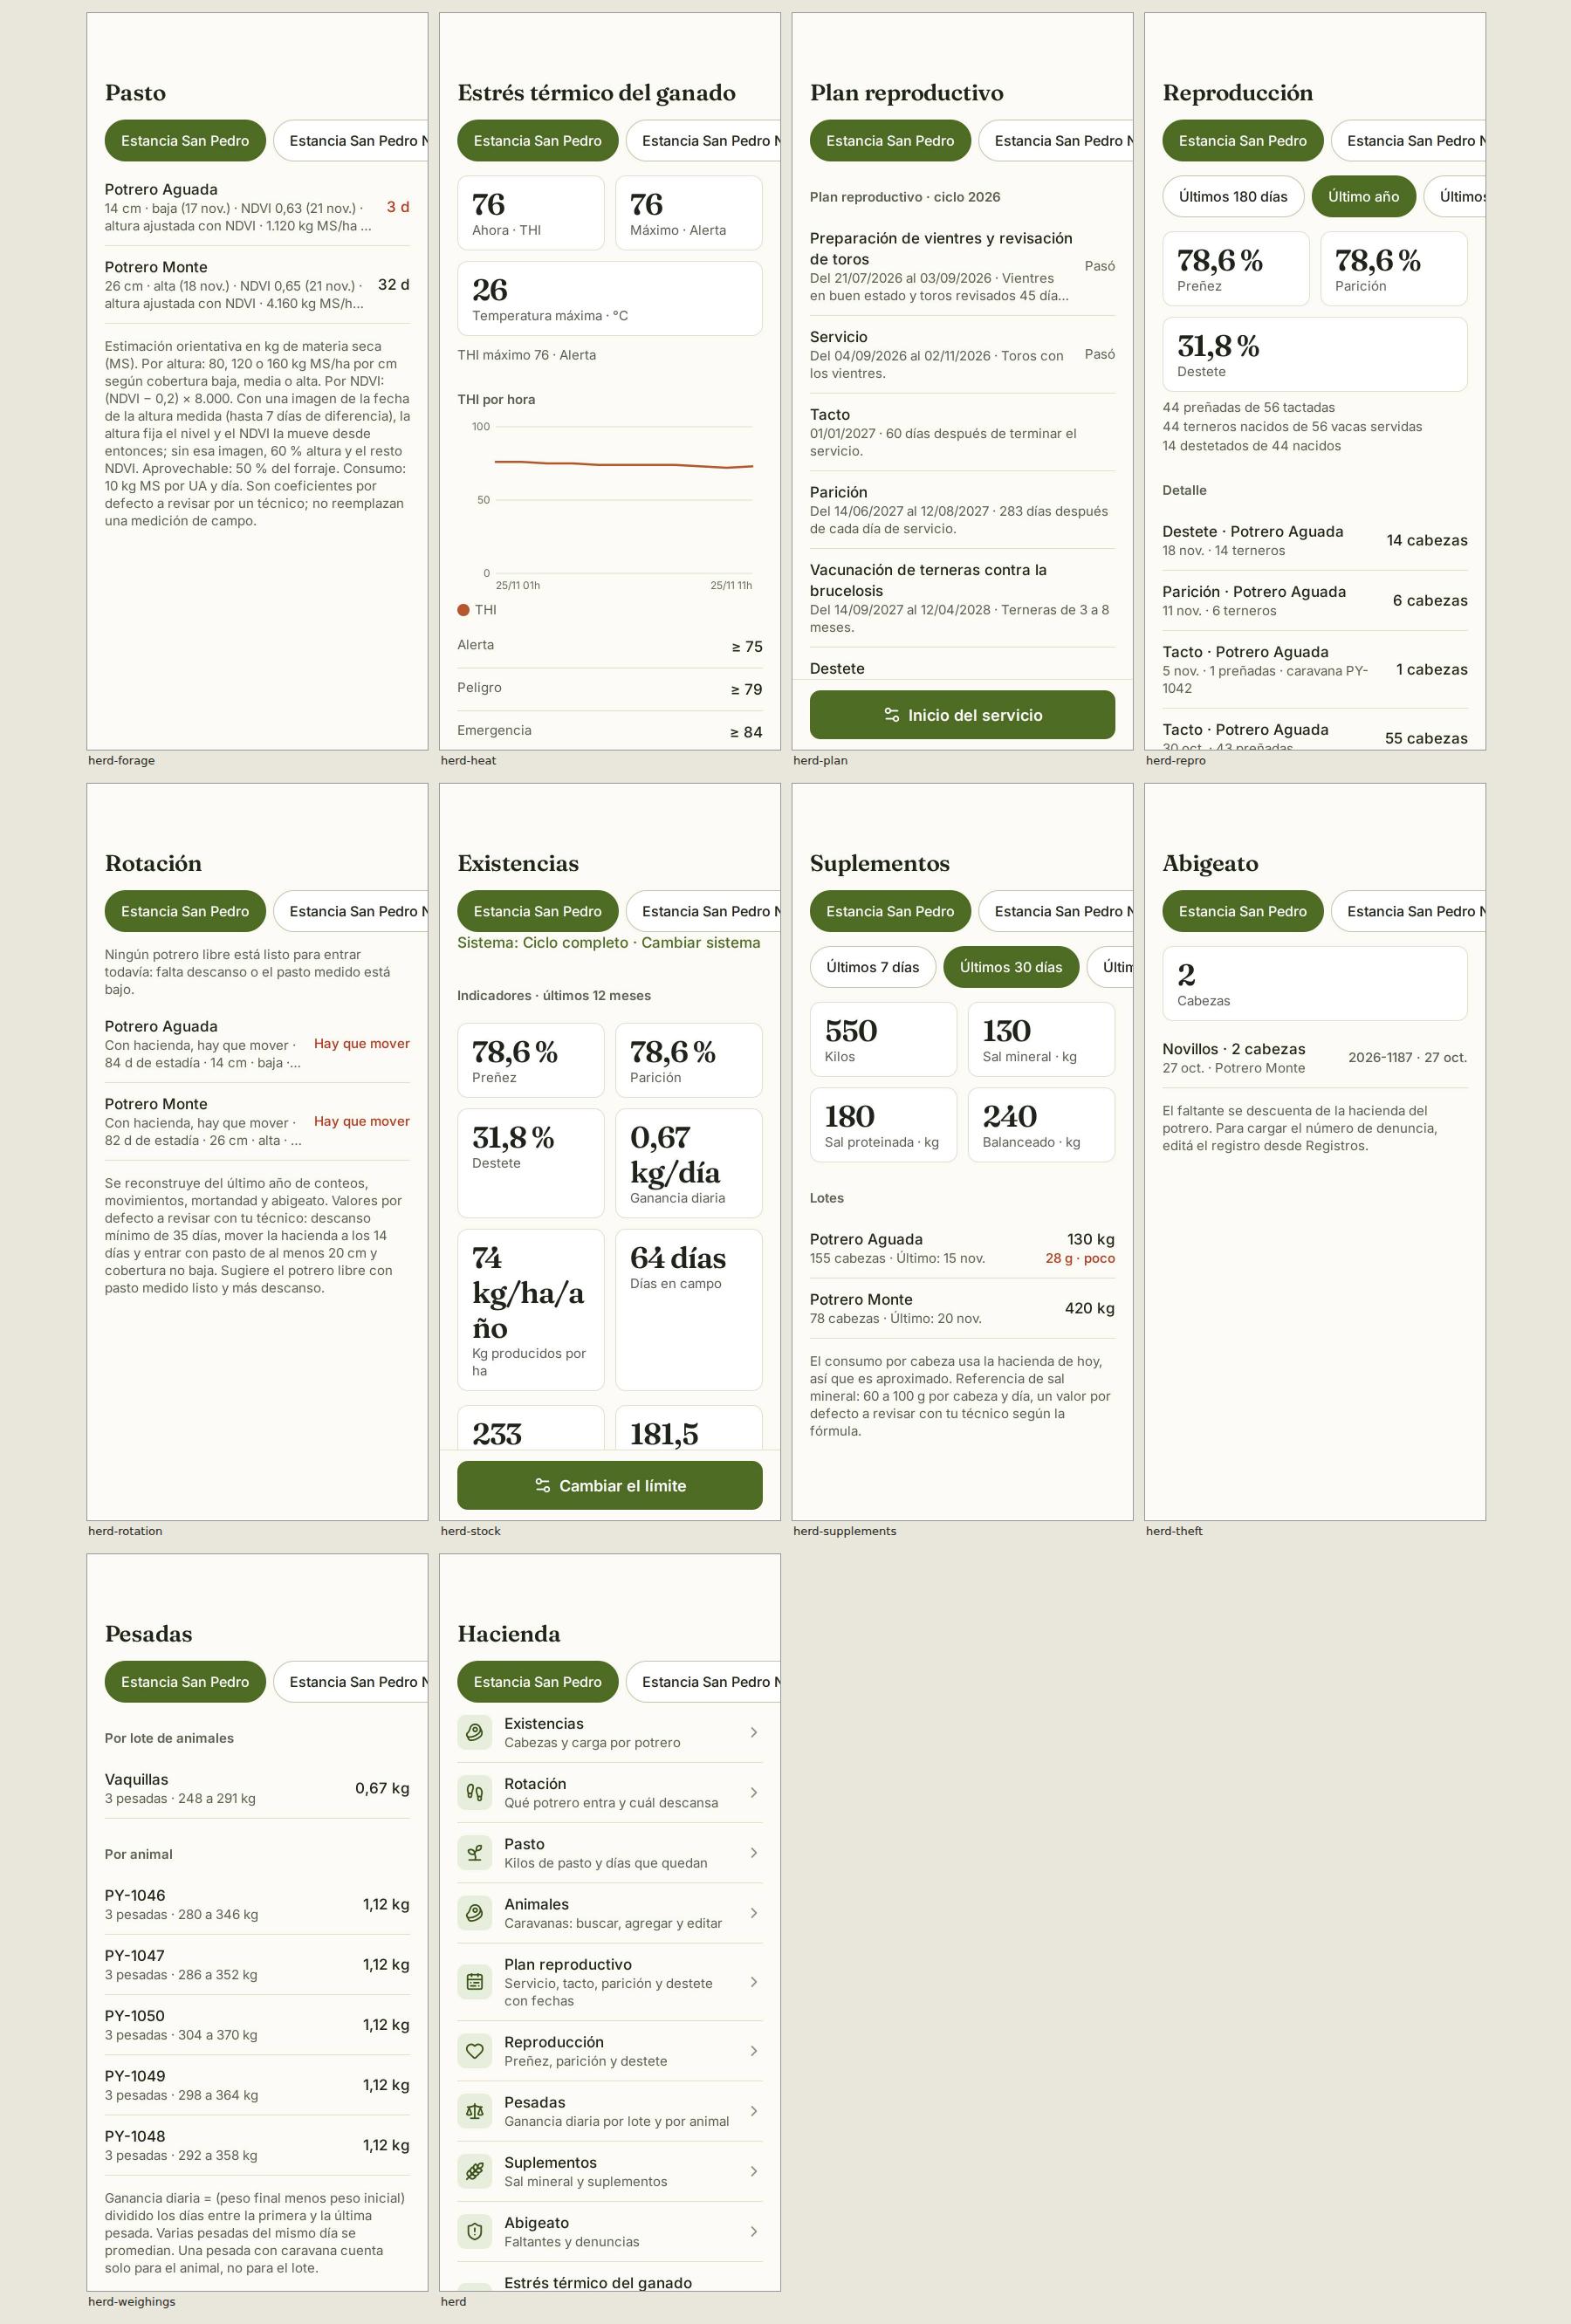 Pasto
Estancia San Pedro
Estancia San Pedro N
Potrero Aguada
14 cm · baja (17 nov.) · NDVI 0,63 (21 nov.) ·
altura ajustada con NDVI · 1.120 kg MS/ha ...
3 d
Potrero Monte
26 cm · alta (18 nov.) · NDVI 0,65 (21 nov.) ·
altura ajustada con NDVI · 4.160 kg MS/h...
32 d
Estimación orientativa en kg de materia seca
(MS). Por altura: 80, 120 o 160 kg MS/ha por cm
según cobertura baja, media o alta. Por NDVI:
(NDVI − 0,2) × 8.000. Con una imagen de la fecha
de la altura medida (hasta 7 días de diferencia), la
altura fija el nivel y el NDVI la mueve desde
entonces; sin esa imagen, 60 % altura y el resto
NDVI. Aprovechable: 50 % del forraje. Consumo:
10 kg MS por UA y día. Son coeficientes por
defecto a revisar por un técnico; no reemplazan
una medición de campo.
herd-forage
Estrés térmico del ganado
Estancia San Pedro
Estancia San Pedro N
76
Ahora · THI
76
Máximo · Alerta
26
Temperatura máxima · °C
THI máximo 76 · Alerta
THI por hora
100
50
0
25/11 01h
25/11 11h
THI
Alerta
≥ 75
Peligro
≥ 79
Emergencia
≥ 84
herd-heat
Plan reproductivo
Estancia San Pedro
Estancia San Pedro N
Plan reproductivo · ciclo 2026
Preparación de vientres y revisación
de toros
Del 21/07/2026 al 03/09/2026 · Vientres
en buen estado y toros revisados 45 día...
Pasó
Servicio
Del 04/09/2026 al 02/11/2026 · Toros con
los vientres.
Pasó
Tacto
01/01/2027 · 60 días después de terminar el
servicio.
Parición
Del 14/06/2027 al 12/08/2027 · 283 días después
de cada día de servicio.
Vacunación de terneras contra la
brucelosis
Del 14/09/2027 al 12/04/2028 · Terneras de 3 a 8
meses.
Destete
Inicio del servicio
herd-plan
Reproducción
Estancia San Pedro
Estancia San Pedro N
Últimos 180 días
Último año
Últimos
78,6 %
Preñez
78,6 %
Parición
31,8 %
Destete
44 preñadas de 56 tactadas
44 terneros nacidos de 56 vacas servidas
14 destetados de 44 nacidos
Detalle
Destete · Potrero Aguada
18 nov. · 14 terneros
14 cabezas
Parición · Potrero Aguada
11 nov. · 6 terneros
6 cabezas
Tacto · Potrero Aguada
5 nov. · 1 preñadas · caravana PY-
1042
1 cabezas
Tacto · Potrero Aguada
30 oct. · 43 preñadas
55 cabezas
herd-repro
Rotación
Estancia San Pedro
Estancia San Pedro N
Ningún potrero libre está listo para entrar
todavía: falta descanso o el pasto medido está
bajo.
Potrero Aguada
Con hacienda, hay que mover ·
84 d de estadía · 14 cm · baja ·...
Hay que mover
Potrero Monte
Con hacienda, hay que mover ·
82 d de estadía · 26 cm · alta · ...
Hay que mover
Se reconstruye del último año de conteos,
movimientos, mortandad y abigeato. Valores por
defecto a revisar con tu técnico: descanso
mínimo de 35 días, mover la hacienda a los 14
días y entrar con pasto de al menos 20 cm y
cobertura no baja. Sugiere el potrero libre con
pasto medido listo y más descanso.
herd-rotation
Existencias
Estancia San Pedro
Estancia San Pedro N
Sistema: Ciclo completo · Cambiar sistema
Indicadores · últimos 12 meses
78,6 %
Preñez
78,6 %
Parición
31,8 %
Destete
0,67
kg/día
Ganancia diaria
74
kg/ha/a
ño
Kg producidos por
ha
64 días
Días en campo
233
181,5
Cambiar el límite
herd-stock
Suplementos
Estancia San Pedro
Estancia San Pedro N
Últimos 7 días
Últimos 30 días
Últim
550
Kilos
130
Sal mineral · kg
180
Sal proteinada · kg
240
Balanceado · kg
Lotes
Potrero Aguada
155 cabezas · Último: 15 nov.
130 kg
28 g · poco
Potrero Monte
78 cabezas · Último: 20 nov.
420 kg
El consumo por cabeza usa la hacienda de hoy,
así que es aproximado. Referencia de sal
mineral: 60 a 100 g por cabeza y día, un valor por
defecto a revisar con tu técnico según la
fórmula.
herd-supplements
Abigeato
Estancia San Pedro
Estancia San Pedro N
2
Cabezas
Novillos · 2 cabezas
27 oct. · Potrero Monte
2026-1187 · 27 oct.
El faltante se descuenta de la hacienda del
potrero. Para cargar el número de denuncia,
editá el registro desde Registros.
herd-theft
Pesadas
Estancia San Pedro
Estancia San Pedro N
Por lote de animales
Vaquillas
3 pesadas · 248 a 291 kg
0,67 kg
Por animal
PY-1046
3 pesadas · 280 a 346 kg
1,12 kg
PY-1047
3 pesadas · 286 a 352 kg
1,12 kg
PY-1050
3 pesadas · 304 a 370 kg
1,12 kg
PY-1049
3 pesadas · 298 a 364 kg
1,12 kg
PY-1048
3 pesadas · 292 a 358 kg
1,12 kg
Ganancia diaria = (peso final menos peso inicial)
dividido los días entre la primera y la última
pesada. Varias pesadas del mismo día se
promedian. Una pesada con caravana cuenta
solo para el animal, no para el lote.
herd-weighings
Hacienda
Estancia San Pedro
Estancia San Pedro N
Existencias
Cabezas y carga por potrero
Rotación
Qué potrero entra y cuál descansa
Pasto
Kilos de pasto y días que quedan
Animales
Caravanas: buscar, agregar y editar
Plan reproductivo
Servicio, tacto, parición y destete
con fechas
Reproducción
Preñez, parición y destete
Pesadas
Ganancia diaria por lote y por animal
Suplementos
Sal mineral y suplementos
Abigeato
Faltantes y denuncias
Estrés térmico del ganado
herd